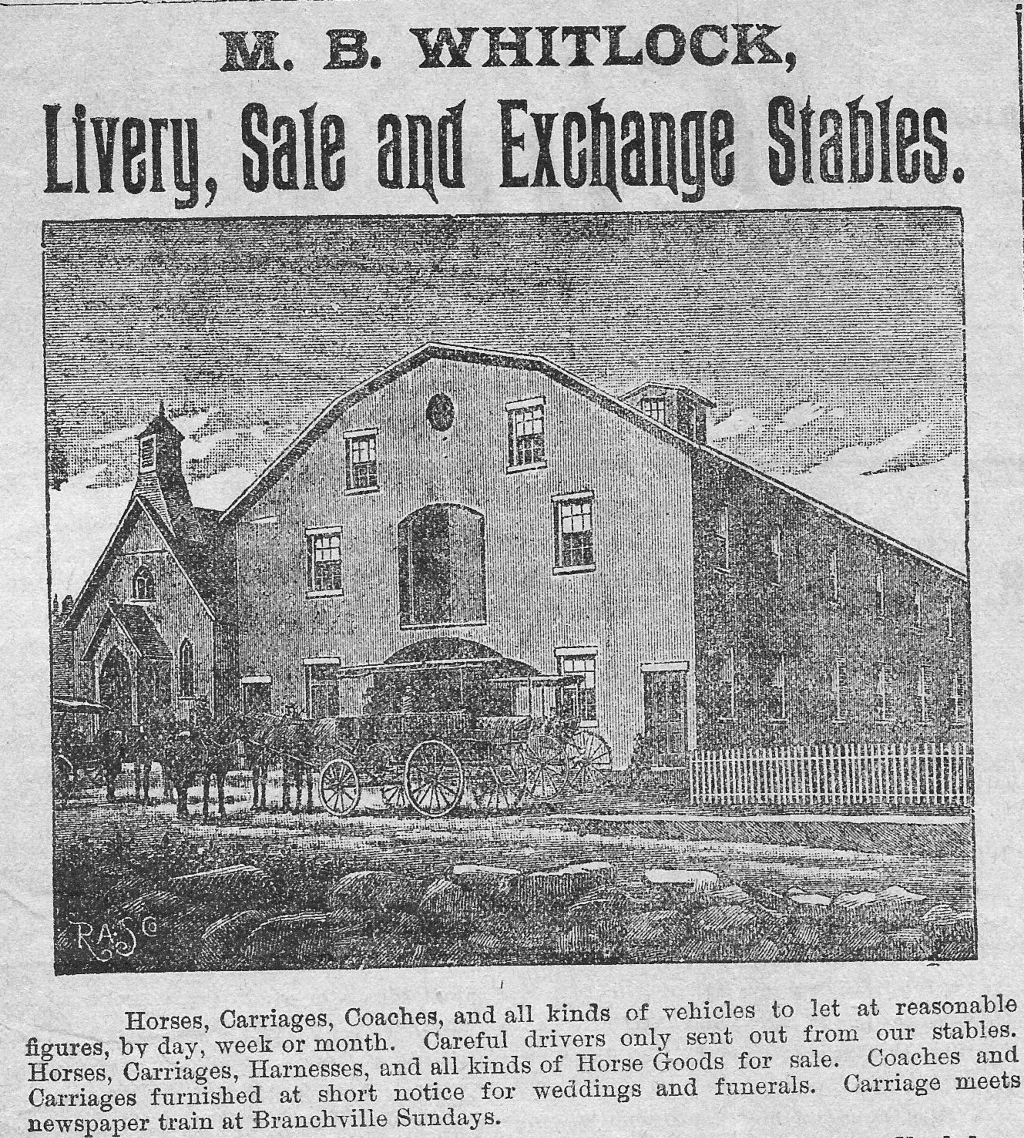 M. B. WHITLOCK,
Livery, Sale and Exchange Stables.
R.A.S Co
Horses, Carriages, Coaches, and all kinds of vehicles to let at reasonable
figures, by day, week or month. Careful drivers only sent out from our stables.
Horses, Carriages, Harnesses, and all kinds of Horse Goods for sale. Coaches and
Carriages furnished at short notice for weddings and funerals. Carriage meets
newspaper train at Branchville Sundays.